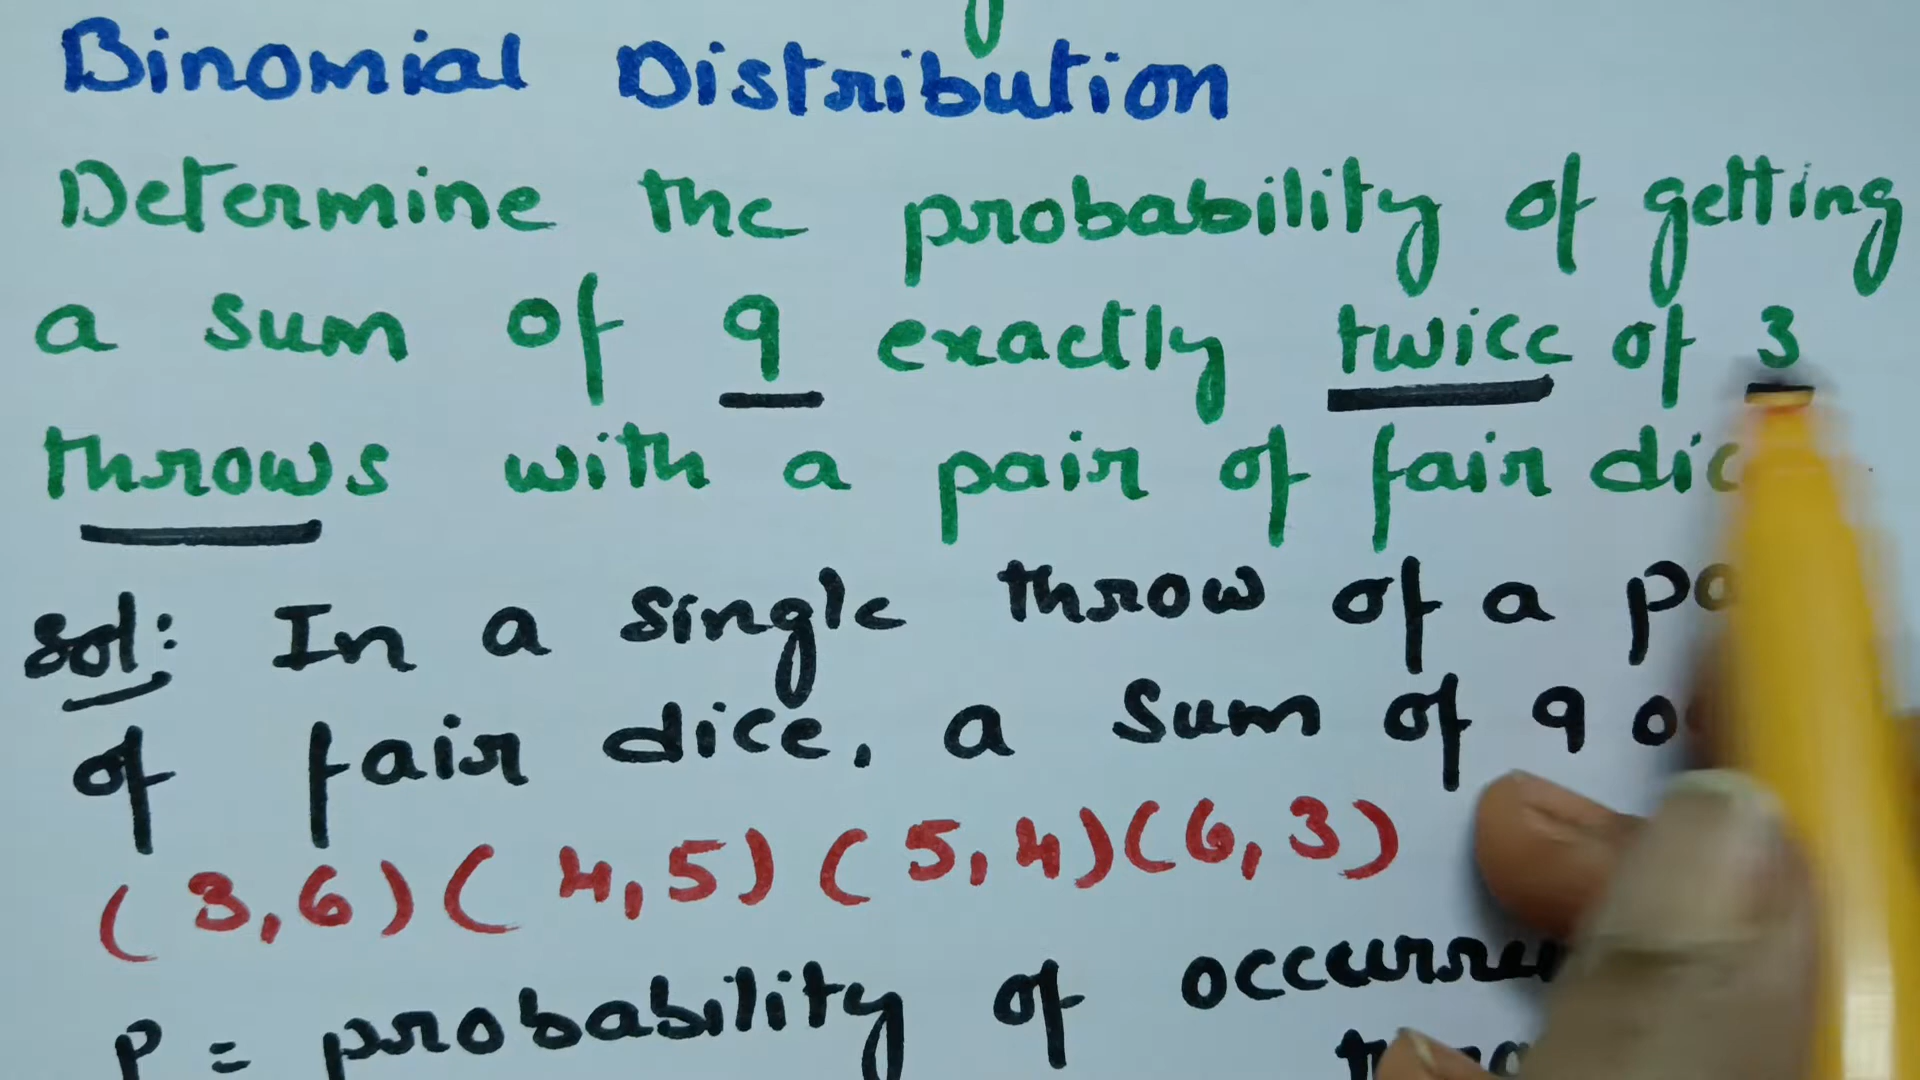 Binomial Distribution
Determine the probability of getting
a sum of 9 exactly twice of 3
throws with a pair of fair
Sol: In a single throw of a
of fair dice, a sum of 9
(3,6) (4,5) (5,4) (6,3)
P = probability of